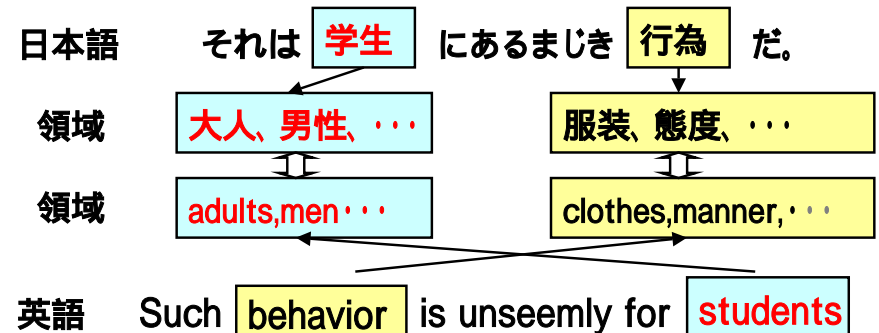 日本語 それは 学生 にあるまじき 行為 だ。
領域 大人、男性、・・・ 服装、態度、・・・
領域 adults,men・・・ clothes,manner,・・・
英語 Such behavior is unseemly for students